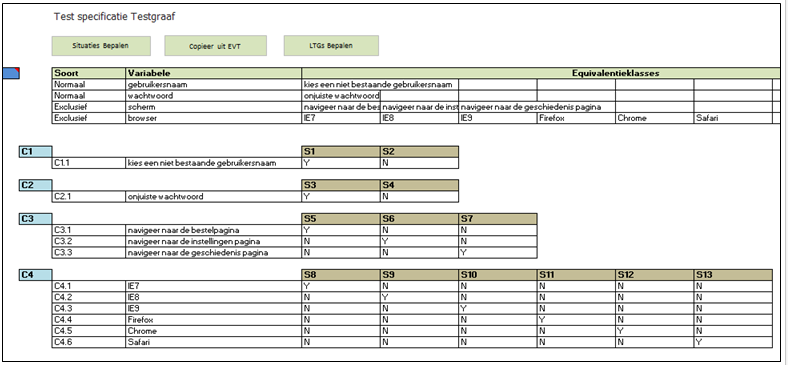 Test specificatie Testgraaf
Situaties Bepalen Copieer uit EVT LTGs Bepalen
Soort Variabele Equivalentieklasses
Normaal gebruikersnaam kies een niet bestaande gebruikersnaam
Normaal wachtwoord onjuiste wachtwoord
Exclusief scherm navigeer naar de bes navigeer naar de inst navigeer naar de geschiedenis pagina
Exclusief browser IE7 IE8 IE9 Firefox Chrome Safari
C1 S1 S2
C1.1 kies een niet bestaande gebruikersnaam Y N
C2 S3 S4
C2.1 onjuiste wachtwoord Y N
C3 S5 S6 S7
C3.1 navigeer naar de bestelpagina Y N N
C3.2 navigeer naar de instellingen pagina N Y N
C3.3 navigeer naar de geschiedenis pagina N N Y
C4 S8 S9 S10 S11 S12 S13
C4.1 IE7 Y N N N N N
C4.2 IE8 N Y N N N N
C4.3 IE9 N N Y N N N
C4.4 Firefox N N N Y N N
C4.5 Chrome N N N N Y N
C4.6 Safari N N N N N Y